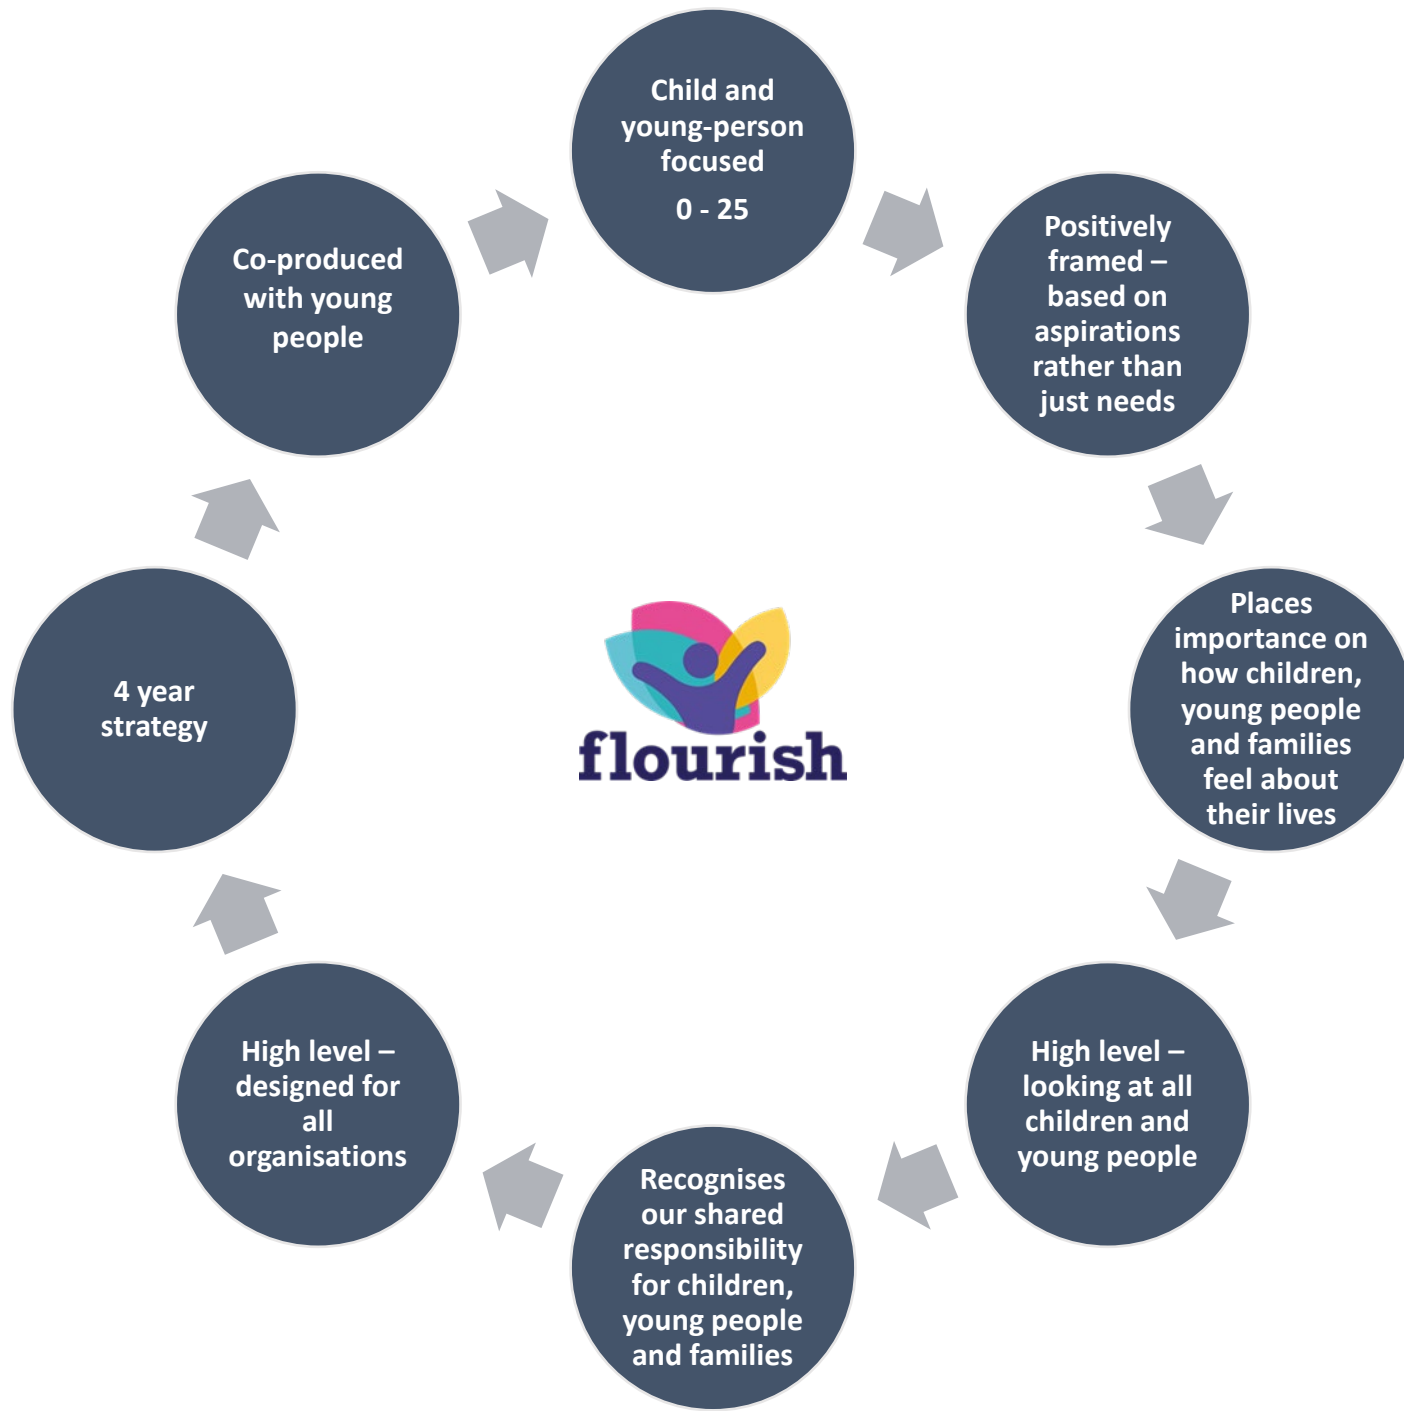 Child and
young-person
focused
0 - 25
Positively
framed –
based on
aspirations
rather than
just needs
Places
importance on
how children,
young people
and families
feel about
their lives
High level –
looking at all
children and
young people
Recognises
our shared
responsibility
for children,
young people
and families
High level –
designed for
all
organisations
4 year
strategy
Co-produced
with young
people
flourish